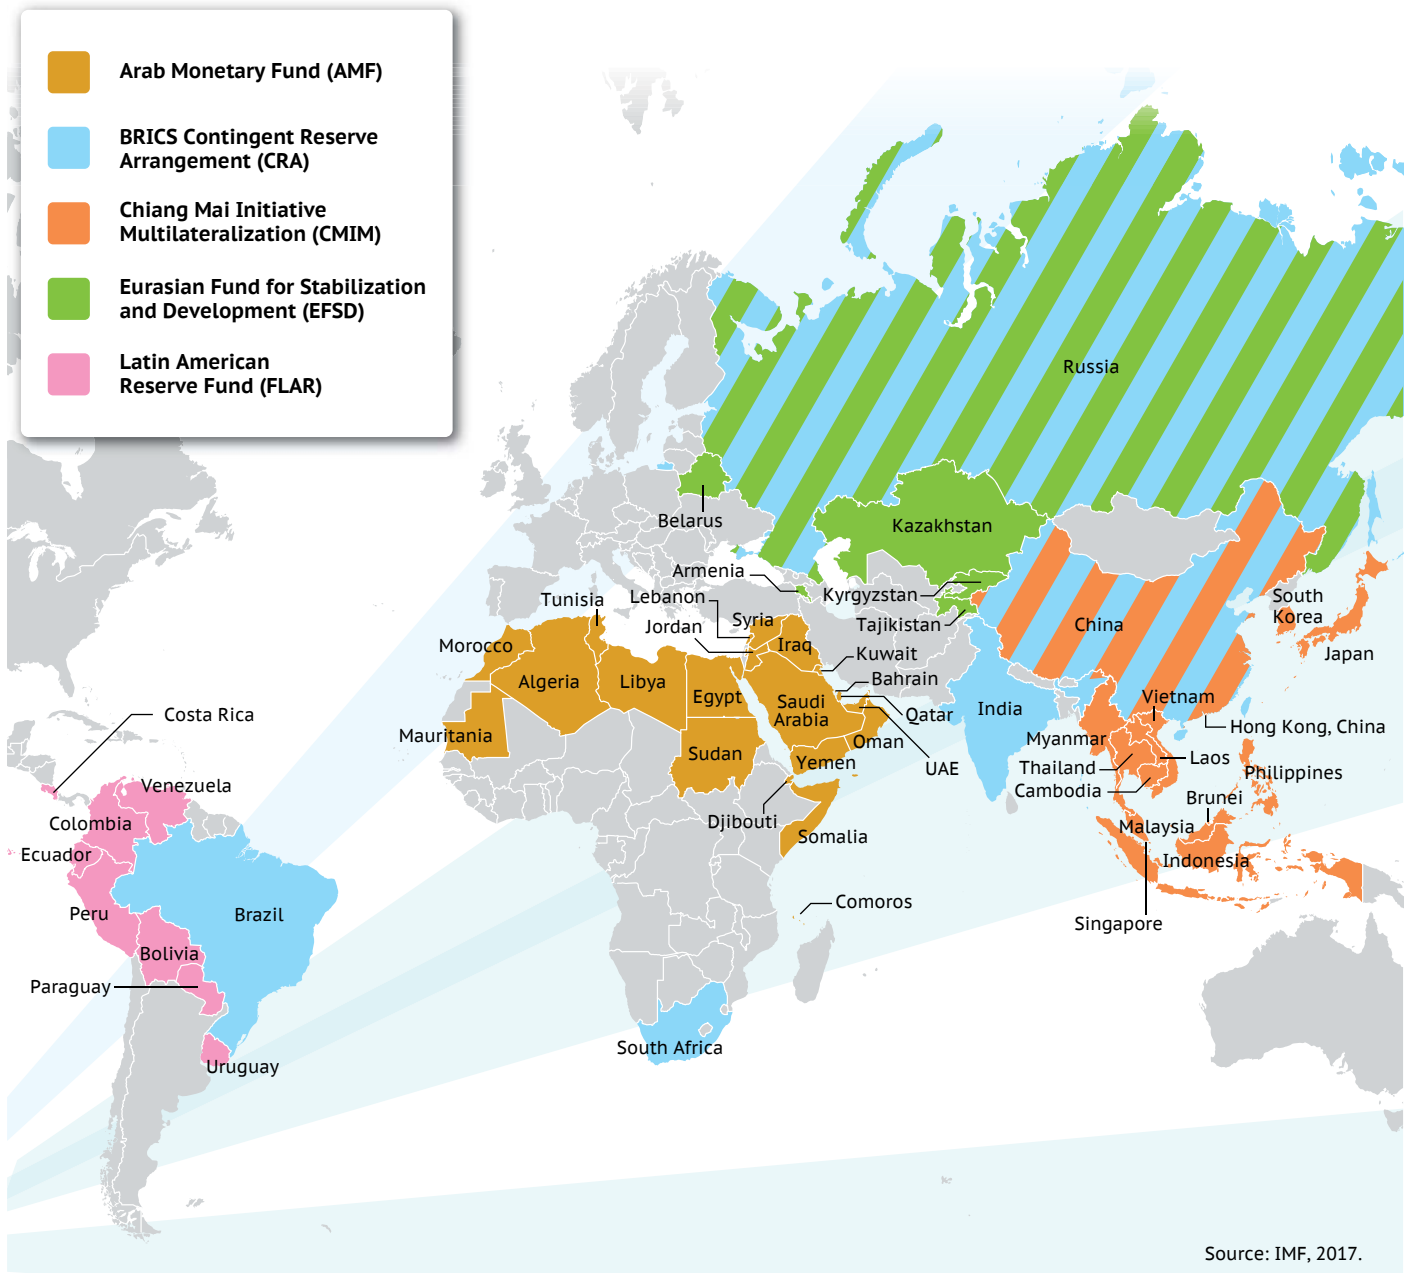 Arab Monetary Fund (AMF)
BRICS Contingent Reserve
Arrangement (CRA)
Chiang Mai Initiative
Multilateralization (CMIM)
Eurasian Fund for Stabilization
and Development (EFSD)
Latin American
Reserve Fund (FLAR)
Russia
Belarus
Kazakhstan
Armenia
Kyrgyzstan
Tajikistan
Tunisia
Lebanon
Jordan
Syria
Iraq
Morocco
Kuwait
Bahrain
Qatar
Algeria
Libya
Egypt
Saudi
Arabia
Mauritania
Sudan
Oman
Yemen
UAE
Djibouti
Somalia
Comoros
China
South
Korea
Japan
India
Vietnam
Hong Kong, China
Myanmar
Laos
Thailand
Cambodia
Philippines
Brunei
Malaysia
Indonesia
Singapore
Costa Rica
Venezuela
Colombia
Ecuador
Peru
Brazil
Bolivia
Paraguay
Uruguay
South Africa
Source: IMF, 2017.